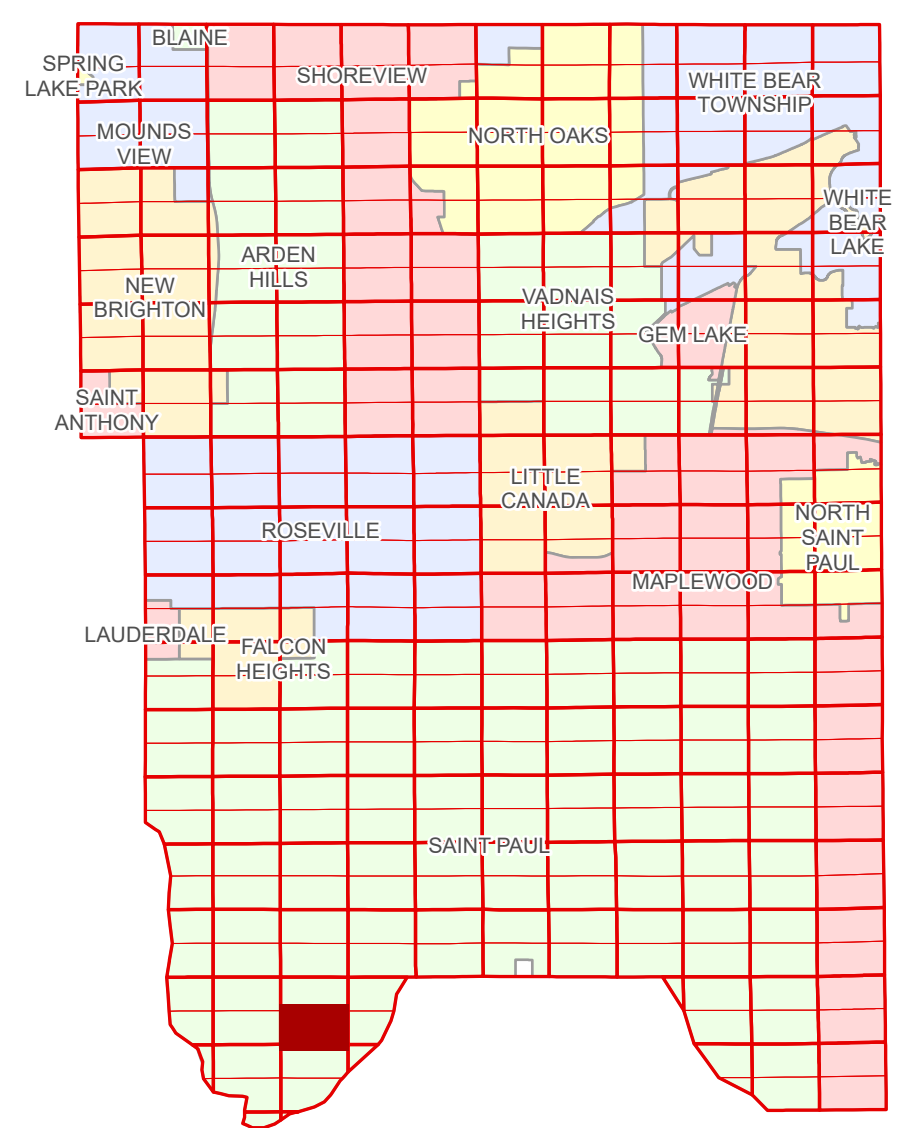 BLAINE
SPRING
LAKE PARK
SHOREVIEW
WHITE BEAR
TOWNSHIP
MOUNDS
VIEW
NORTH OAKS
WHITE
BEAR
LAKE
ARDEN
HILLS
NEW
BRIGHTON
VADNAIS
HEIGHTS
GEM LAKE
SAINT
ANTHONY
LITTLE
CANADA
ROSEVILLE
NORTH
SAINT
PAUL
MAPLEWOOD
LAUDERDALE
FALCON
HEIGHTS
SAINT PAUL